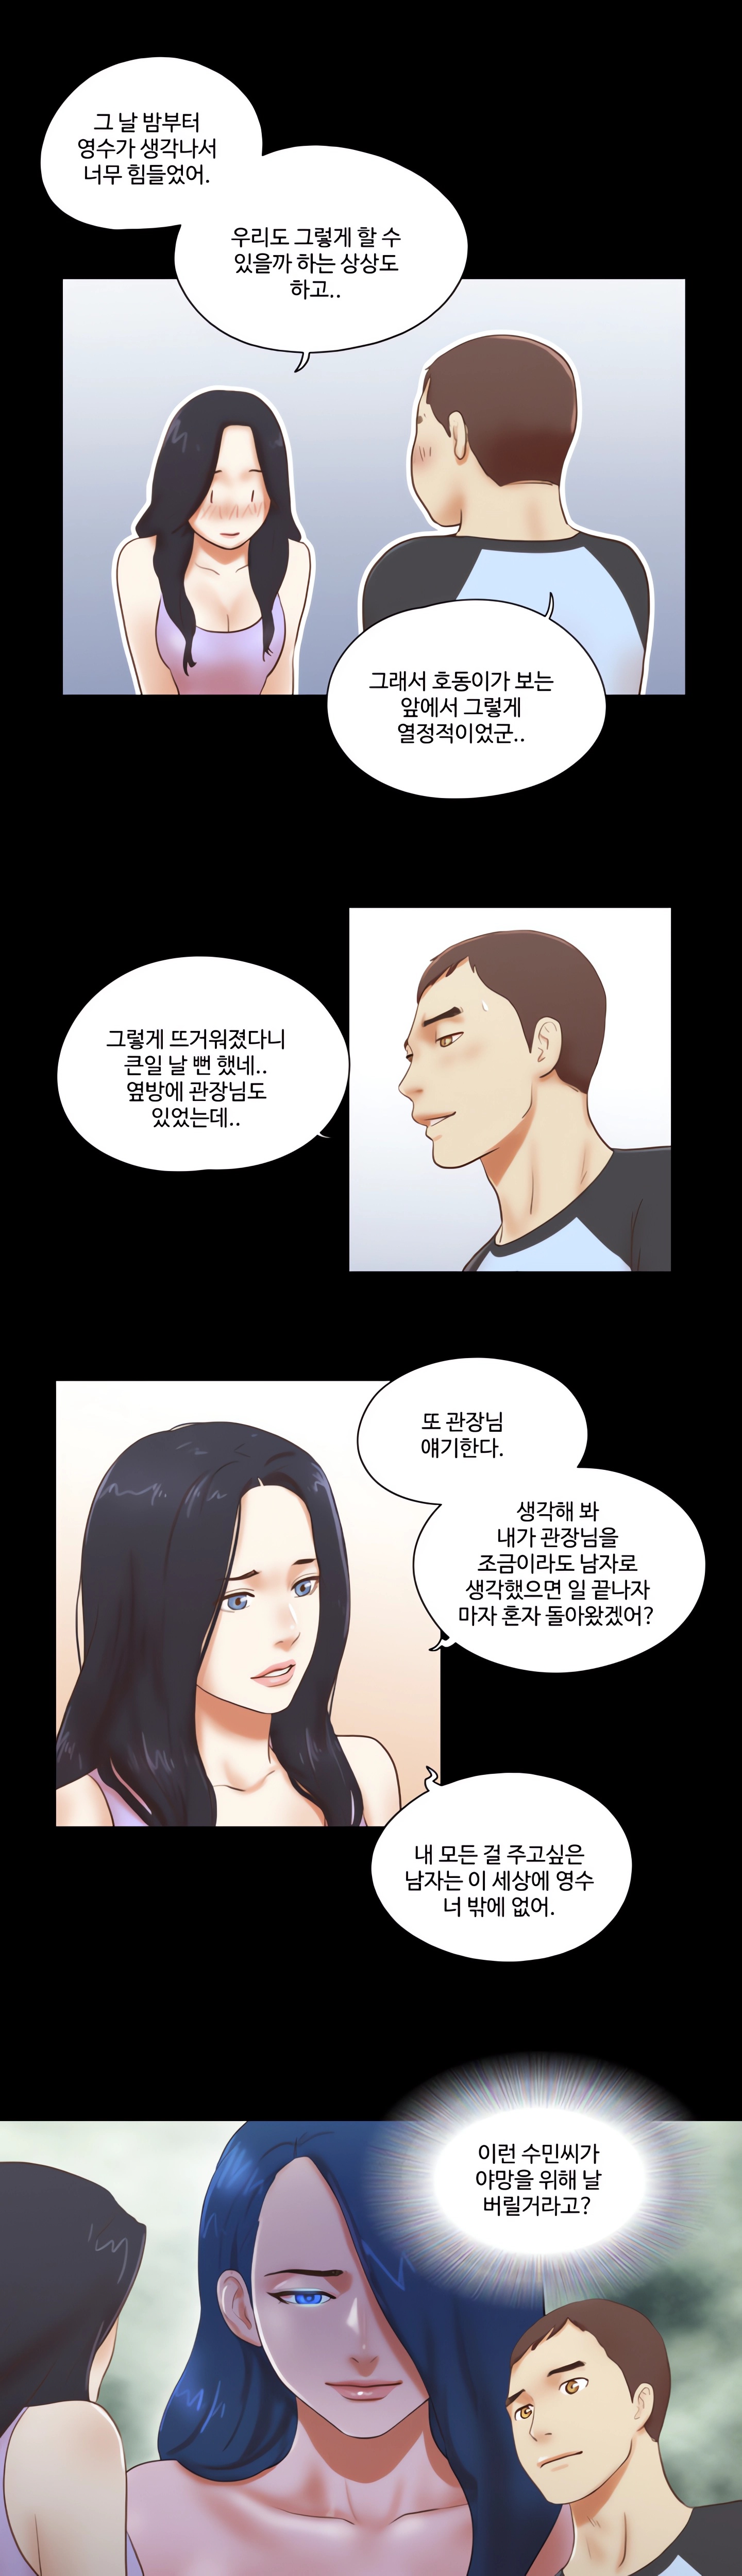 그 날 밤부터
영수가 생각나서
너무 힘들었어.
우리도 그렇게 할 수
있을까 하는 상상도
하고..
그래서 호동이가 보는
앞에서 그렇게
열정적이었군..
그렇게 뜨거워졌다니
큰일 날 뻔 했네..
옆방에 관장님도
있었는데..
또 관장님
얘기한다.
생각해 봐
내가 관장님을
조금이라도 남자로
생각했으면 일 끝나자
마자 혼자 돌아왔겠어?
내 모든 걸 주고싶은
남자는 이 세상에 영수
너 밖에 없어.
이런 수민씨가
야망을 위해 날
버릴거라고?